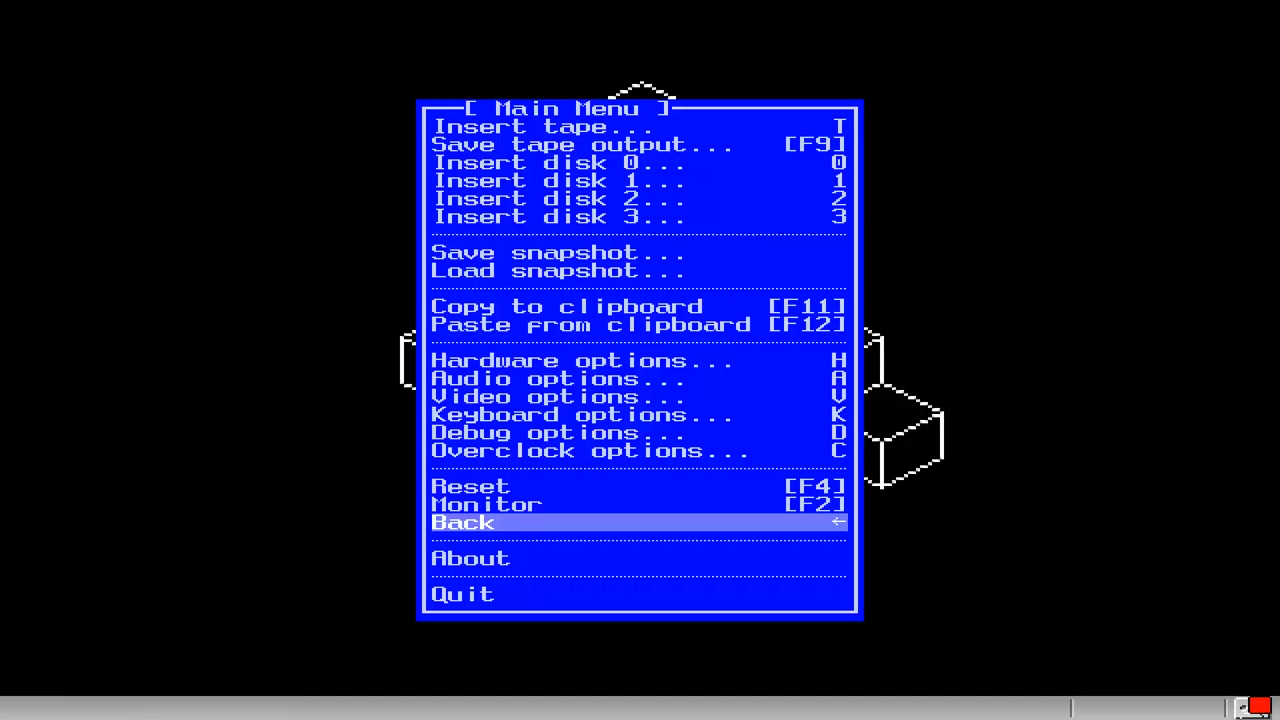 [ Main Menu ]
Insert tape... T
Save tape output... [F9]
Insert disk 0... 0
Insert disk 1... 1
Insert disk 2... 2
Insert disk 3... 3
Save snapshot...
Load snapshot...
Copy to clipboard [F11]
Paste from clipboard [F12]
Hardware options... H
Audio options... A
Video options... V
Keyboard options... K
Debug options... D
Overclock options... C
Reset [F4]
Monitor [F2]
Back ←
About
Quit